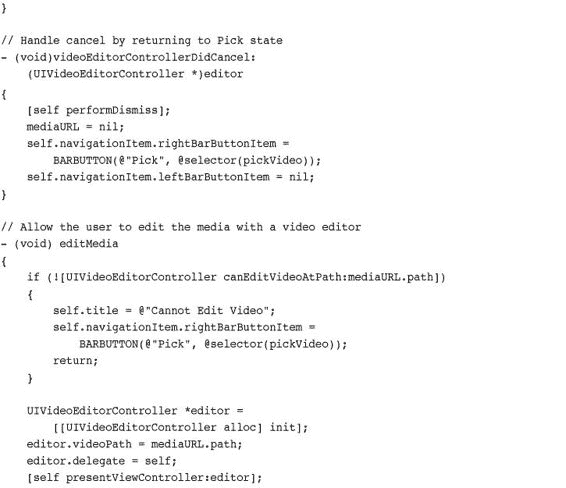 }
// Handle cancel by returning to Pick state
- (void)videoEditorControllerDidCancel:
    (UIVideoEditorController *)editor
{
    [self performDismiss];
    mediaURL = nil;
    self.navigationItem.rightBarButtonItem =
        BARBUTTON(@"Pick", @selector(pickVideo));
    self.navigationItem.leftBarButtonItem = nil;
}
// Allow the user to edit the media with a video editor
- (void) editMedia
{
    if (![UIVideoEditorController canEditVideoAtPath:mediaURL.path])
    {
        self.title = @"Cannot Edit Video";
        self.navigationItem.rightBarButtonItem =
            BARBUTTON(@"Pick", @selector(pickVideo));
        return;
    }
    UIVideoEditorController *editor =
        [[UIVideoEditorController alloc] init];
    editor.videoPath = mediaURL.path;
    editor.delegate = self;
    [self presentViewController:editor];